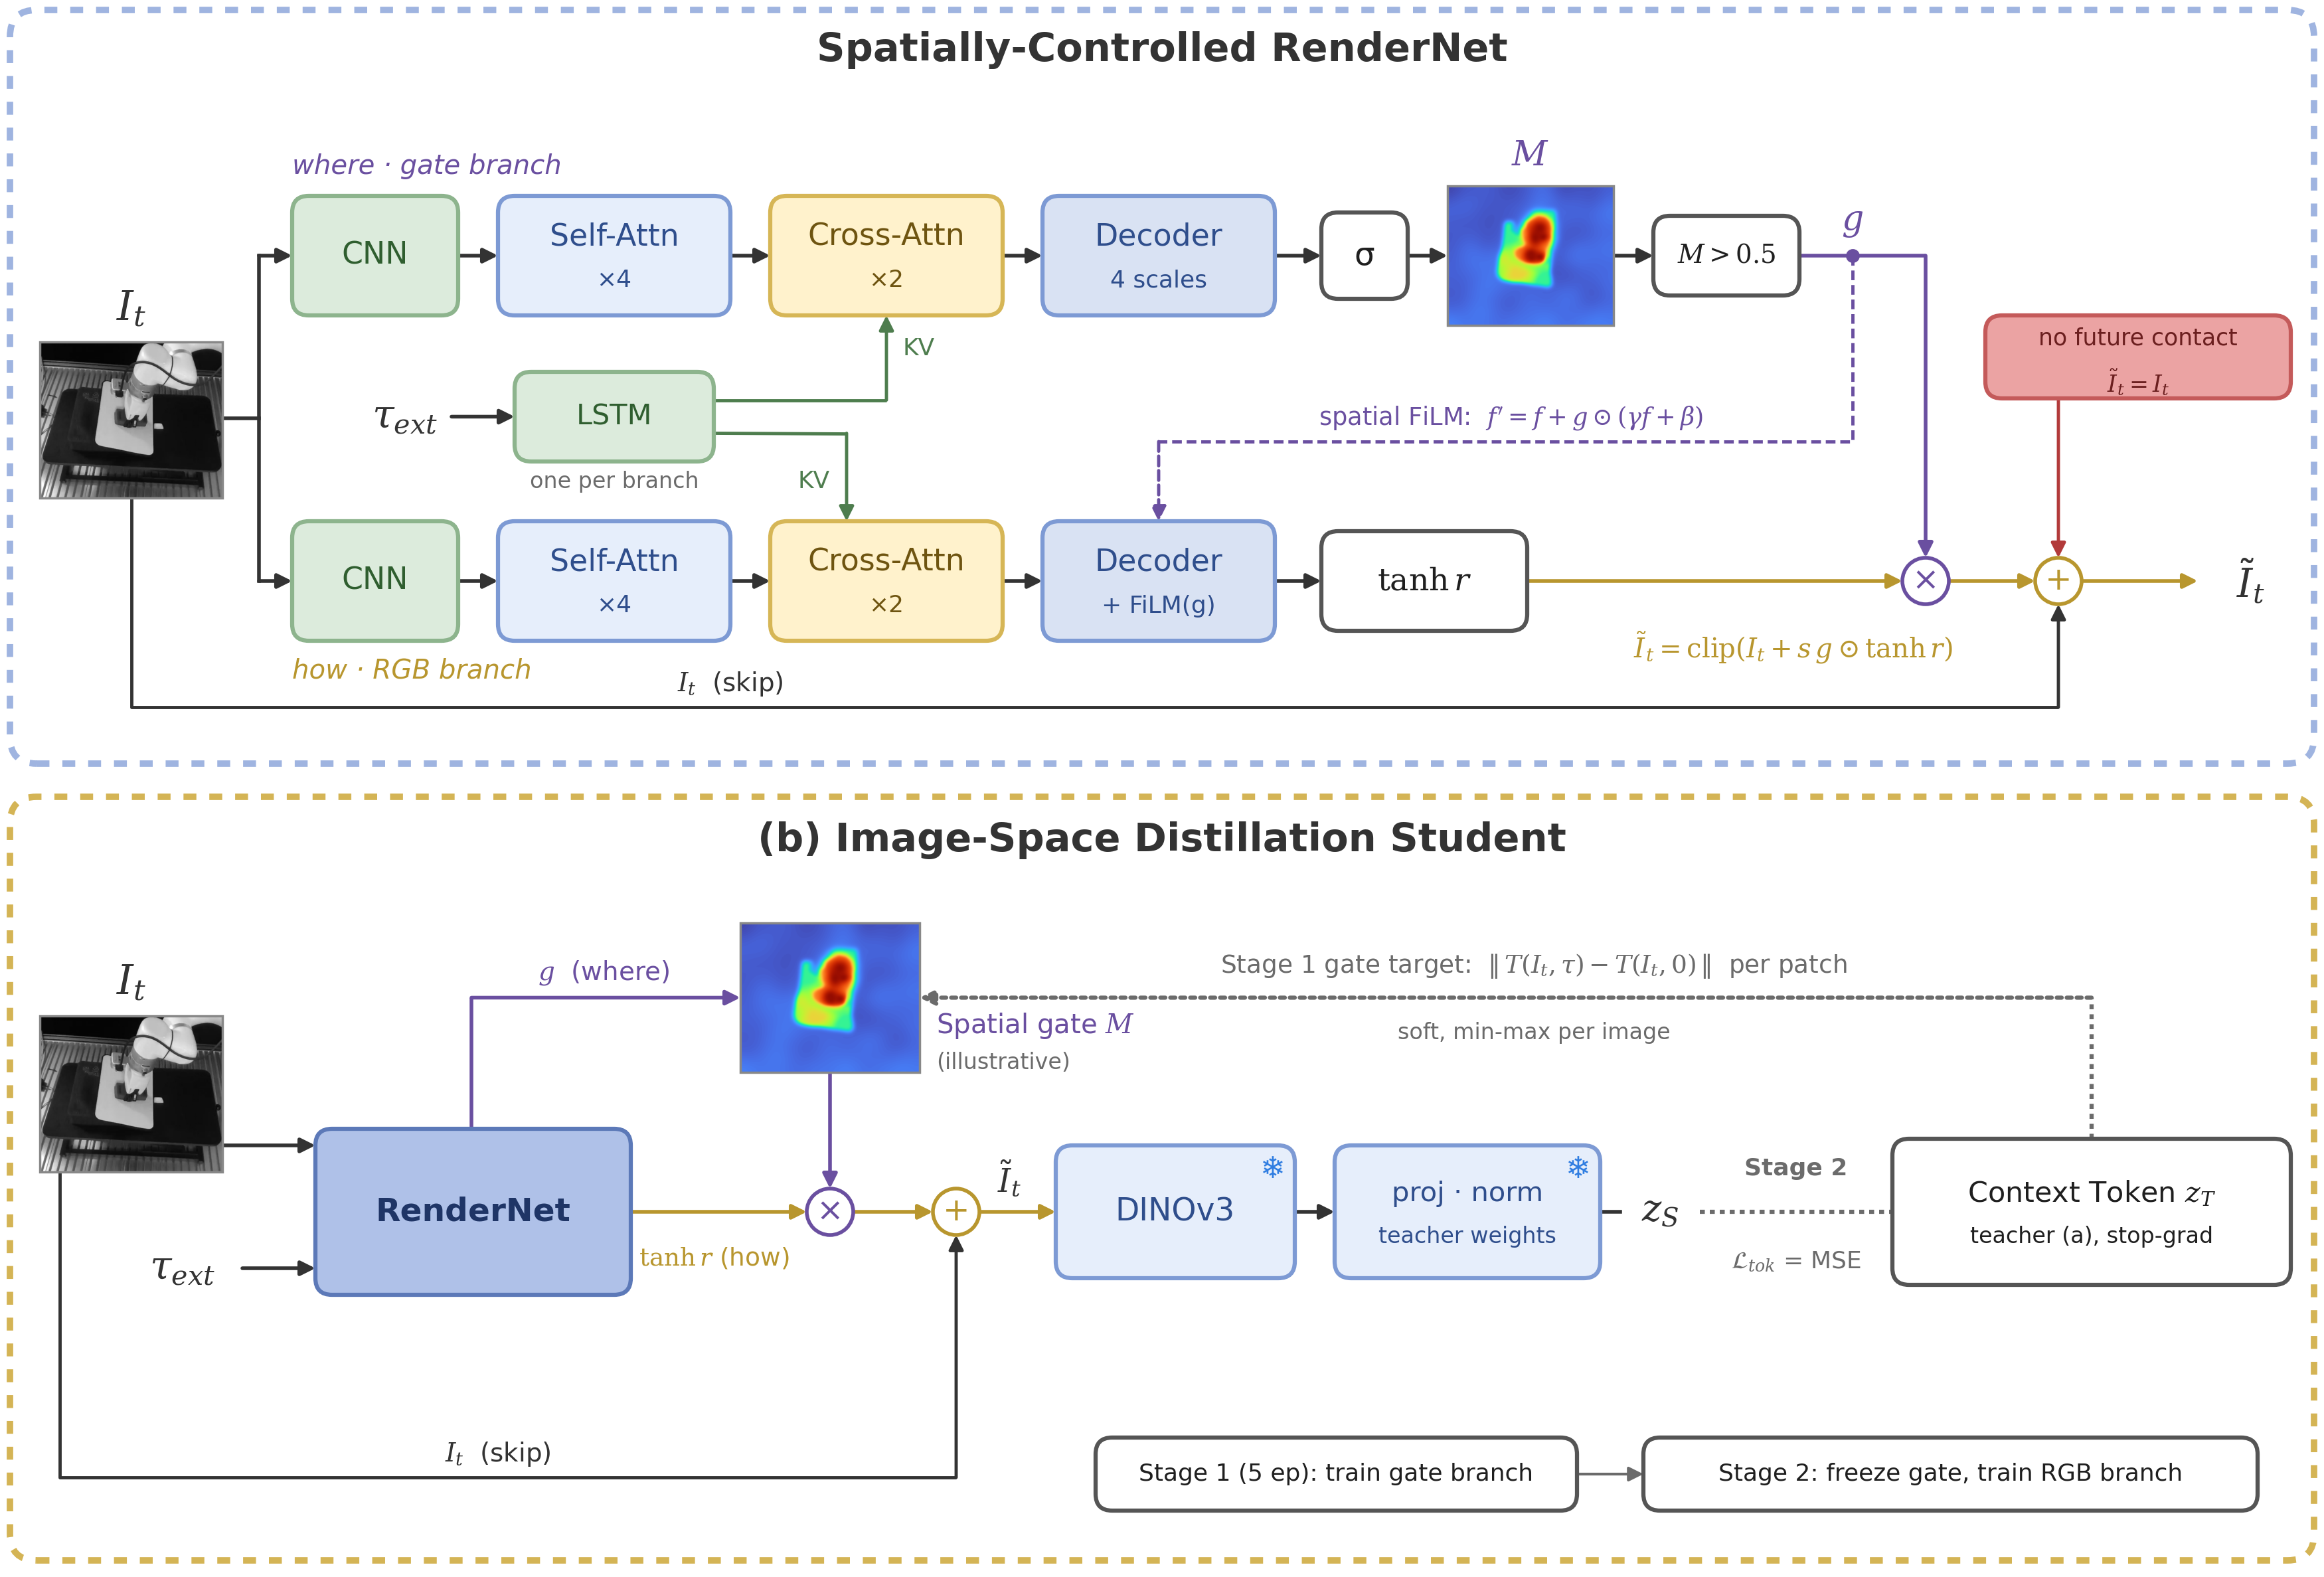 Spatially-Controlled RenderNet
where · gate branch
M
g
I_t
CNN
Self-Attn
×4
Cross-Attn
×2
Decoder
4 scales
σ
M > 0.5
no future contact
Ĩ_t = I_t
KV
τ_ext
LSTM
one per branch
KV
spatial FiLM: f′ = f + g ⊙ (γf + β)
CNN
Self-Attn
×4
Cross-Attn
×2
Decoder
+ FiLM(g)
tanh r
×
+
Ĩ_t
how · RGB branch
I_t (skip)
Ĩ_t = clip(I_t + s g ⊙ tanh r)
(b) Image-Space Distillation Student
I_t
g (where)
Stage 1 gate target: ‖ T(I_t, τ) − T(I_t, 0) ‖ per patch
soft, min-max per image
Spatial gate M
(illustrative)
RenderNet
τ_ext
tanh r (how)
×
+
Ĩ_t
DINOv3
❄
proj · norm
teacher weights
❄
z_S
Stage 2
ℒ_tok = MSE
Context Token z_T
teacher (a), stop-grad
I_t (skip)
Stage 1 (5 ep): train gate branch
Stage 2: freeze gate, train RGB branch